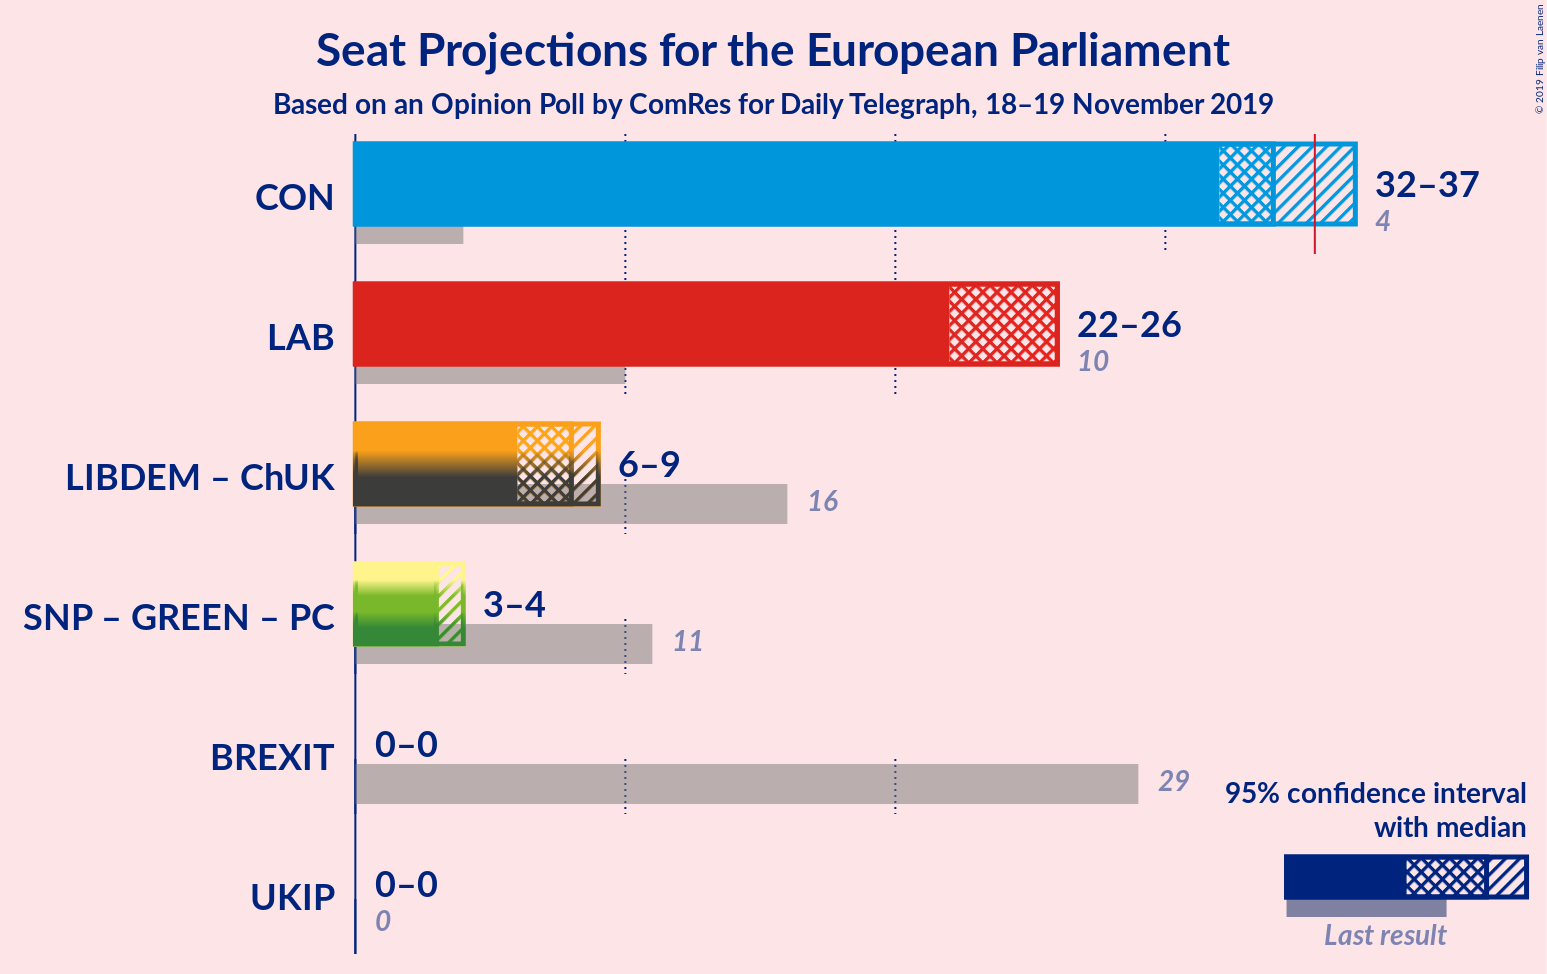 Seat Projections for the European Parliament
Based on an Opinion Poll by ComRes for Daily Telegraph, 18–19 November 2019
© 2019 Filip van Laenen
CON
32–37
4
LAB
22–26
10
LIBDEM – ChUK
6–9
16
SNP – GREEN – PC
3–4
11
BREXIT
0–0
29
UKIP
0–0
0
95% confidence interval
with median
Last result